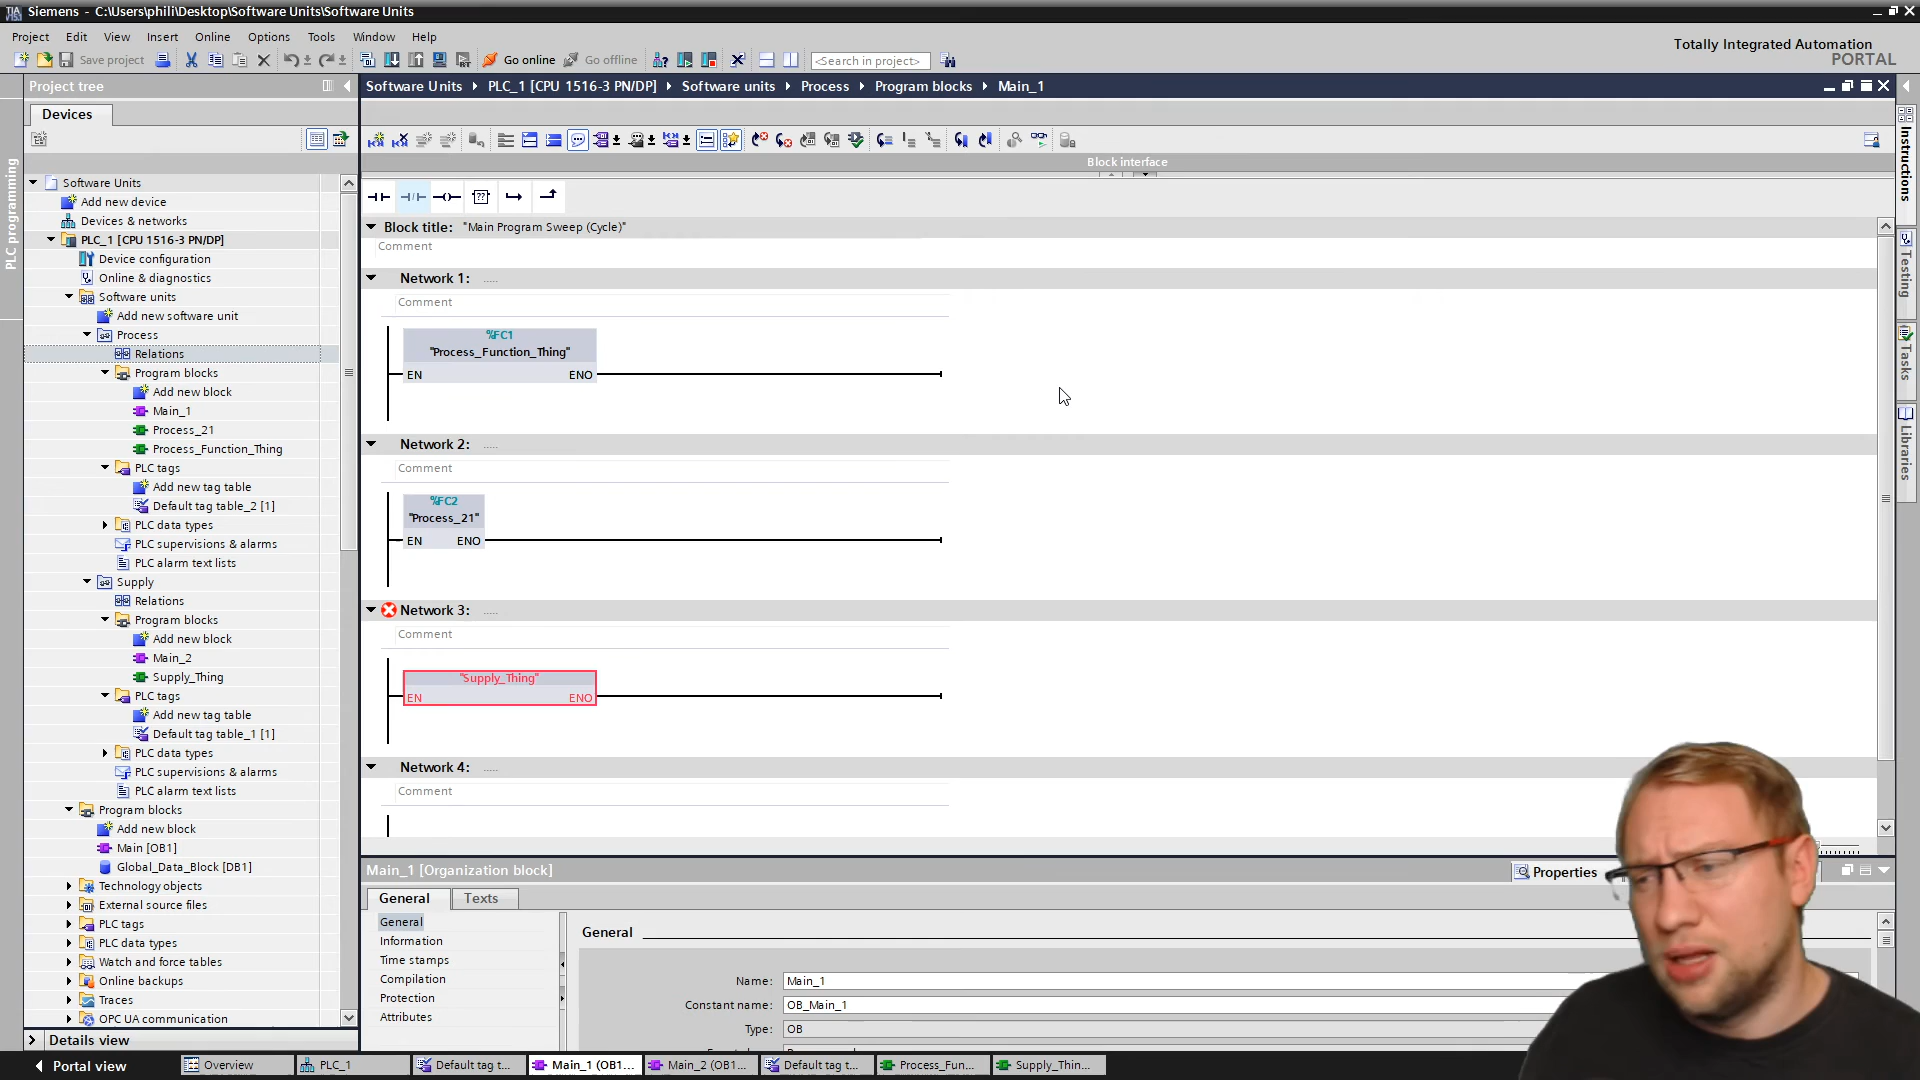 Siemens - C:\Users\phili\Desktop\Software Units\Software Units
Project Edit View Insert Online Options Tools Window Help
Save project
Go online
Go offline
<Search in project>
Totally Integrated Automation
PORTAL
Project tree
Devices
PLC programming
Software Units
Add new device
Devices & networks
PLC_1 [CPU 1516-3 PN/DP]
Device configuration
Online & diagnostics
Software units
Add new software unit
Process
Relations
Program blocks
Add new block
Main_1
Process_21
Process_Function_Thing
PLC tags
Add new tag table
Default tag table_2 [1]
PLC data types
PLC supervisions & alarms
PLC alarm text lists
Supply
Relations
Program blocks
Add new block
Main_2
Supply_Thing
PLC tags
Add new tag table
Default tag table_1 [1]
PLC data types
PLC supervisions & alarms
PLC alarm text lists
Program blocks
Add new block
Main [OB1]
Global_Data_Block [DB1]
Technology objects
External source files
PLC tags
PLC data types
Watch and force tables
Online backups
Traces
OPC UA communication
Details view
Software Units PLC_1 [CPU 1516-3 PN/DP] Software units Process Program blocks Main_1
Block interface
??
Block title: "Main Program Sweep (Cycle)"
Comment
Network 1: .....
Comment
%FC1
"Process_Function_Thing"
EN ENO
Network 2: .....
Comment
%FC2
"Process_21"
EN ENO
Network 3: .....
Comment
"Supply_Thing"
EN ENO
Network 4: .....
Comment
Main_1 [Organization block]
Properties
General Texts
General
Information
Time stamps
Compilation
Protection
Attributes
General
Name: Main_1
Constant name: OB_Main_1
Type: OB
Instructions
Testing
Tasks
Libraries
Portal view
Overview
PLC_1
Default tag t...
Main_1 (OB1...
Main_2 (OB1...
Default tag t...
Process_Fun...
Supply_Thin...